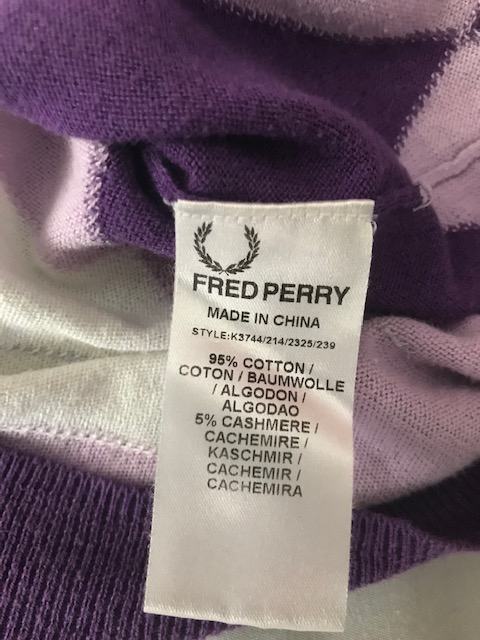 FRED PERRY
MADE IN CHINA
STYLE:K3744/214/2325/239
95% COTTON /
COTON / BAUMWOLLE
/ ALGODON /
ALGODAO
5% CASHMERE /
CACHEMIRE /
KASCHMIR /
CACHEMIR /
CACHEMIRA